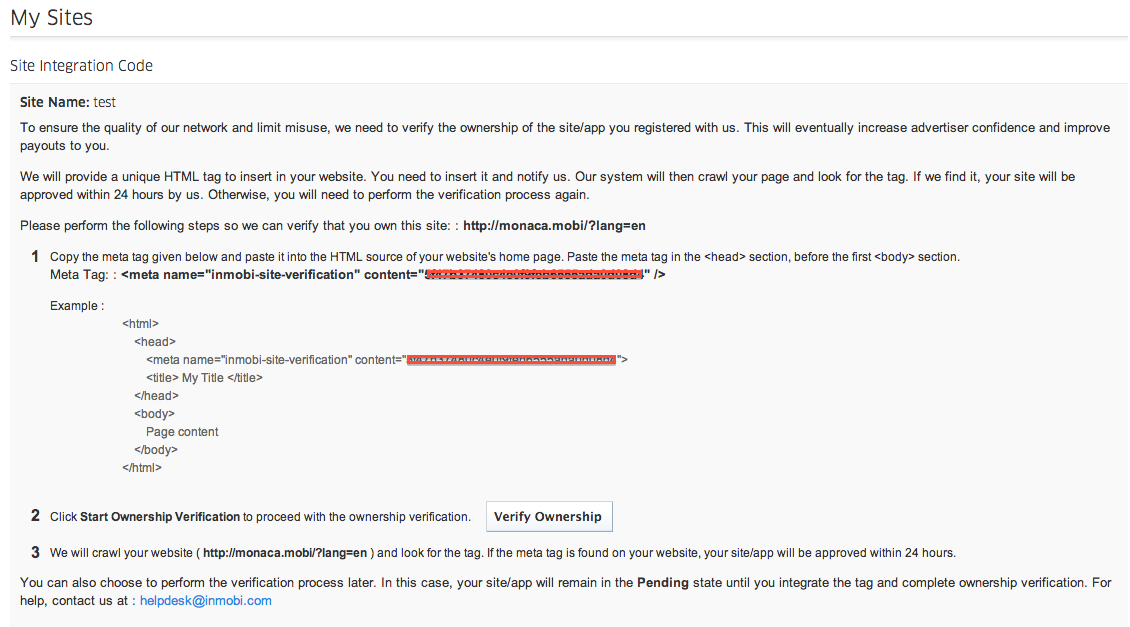 My Sites
Site Integration Code
Site Name: test
To ensure the quality of our network and limit misuse, we need to verify the ownership of the site/app you registered with us. This will eventually increase advertiser confidence and improve
payouts to you.
We will provide a unique HTML tag to insert in your website. You need to insert it and notify us. Our system will then crawl your page and look for the tag. If we find it, your site will be
approved within 24 hours by us. Otherwise, you will need to perform the verification process again.
Please perform the following steps so we can verify that you own this site: : http://monaca.mobi/?lang=en
1 Copy the meta tag given below and paste it into the HTML source of your website's home page. Paste the meta tag in the <head> section, before the first <body> section.
Meta Tag: : <meta name="inmobi-site-verification" content="" />
Example :
<html>
<head>
<meta name="inmobi-site-verification" content="">
<title> My Title </title>
</head>
<body>
Page content
</body>
</html>
2 Click Start Ownership Verification to proceed with the ownership verification. Verify Ownership
3 We will crawl your website ( http://monaca.mobi/?lang=en ) and look for the tag. If the meta tag is found on your website, your site/app will be approved within 24 hours.
You can also choose to perform the verification process later. In this case, your site/app will remain in the Pending state until you integrate the tag and complete ownership verification. For
help, contact us at : helpdesk@inmobi.com